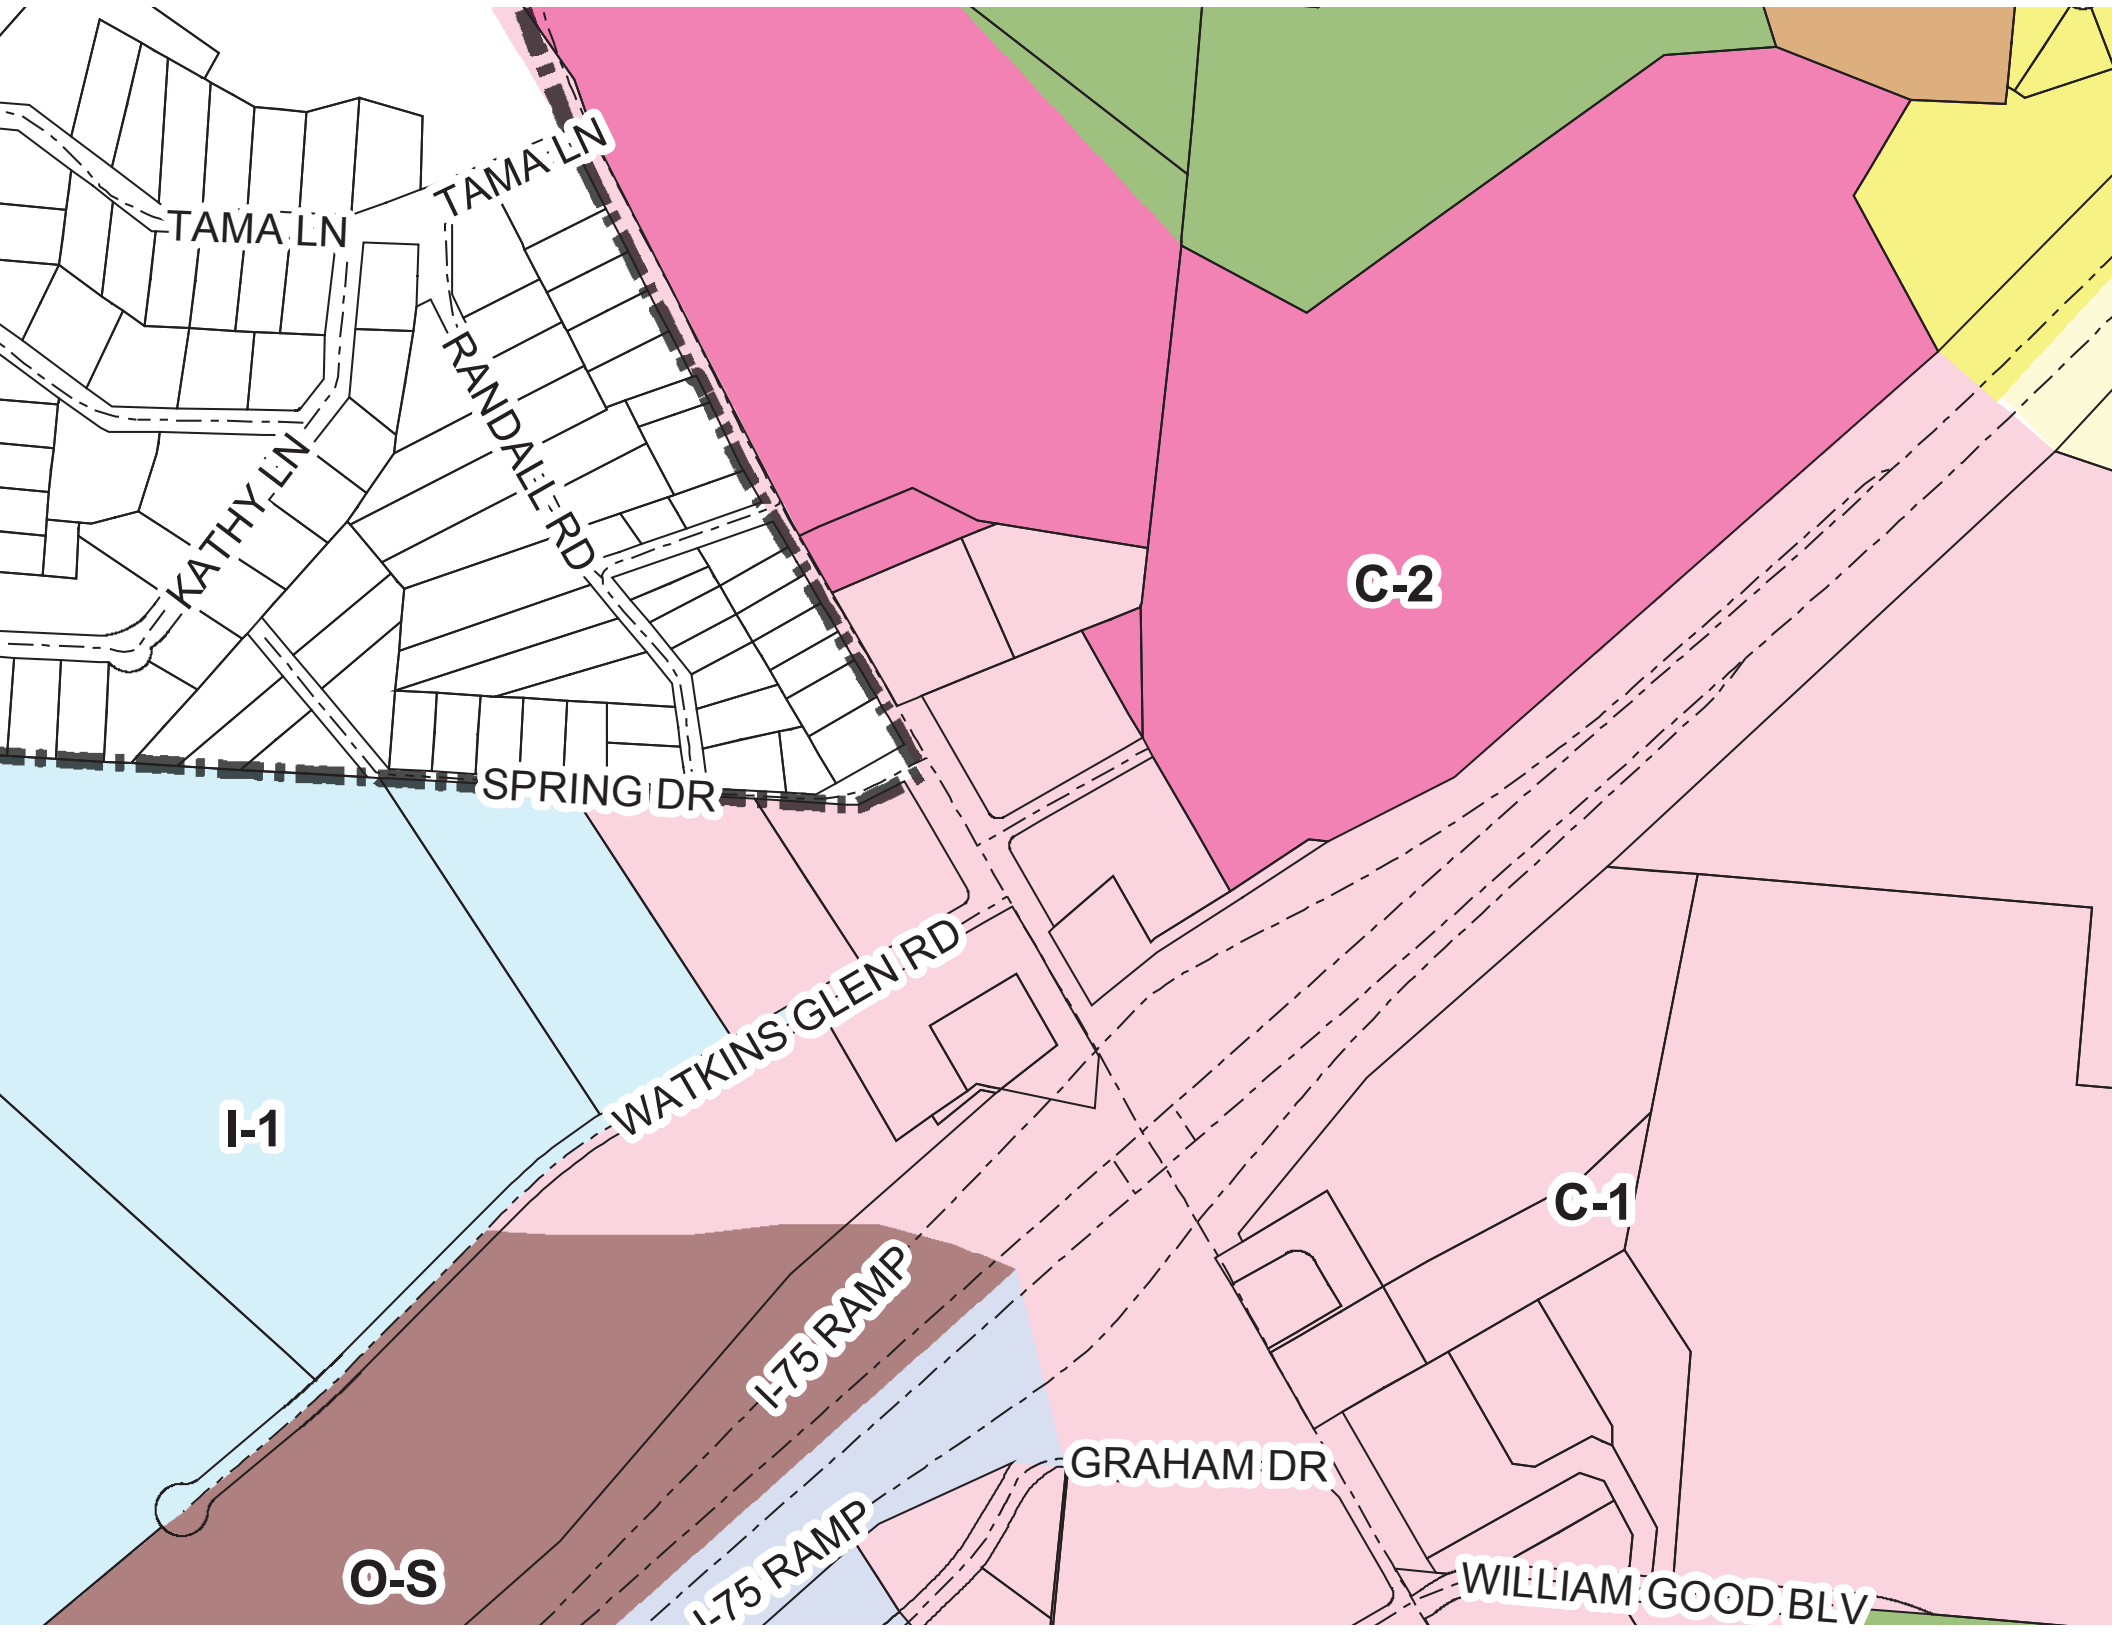 TAMA LN
TAMA LN
RANDALL RD
KATHY LN
C-2
SPRING DR
WATKINS GLEN RD
I-1
C-1
I-75 RAMP
GRAHAM DR
I-75 RAMP
O-S
WILLIAM GOOD BLV